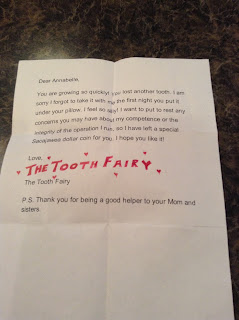 Dear Annabelle,
You are growing so quickly! you lost another tooth. I am
sorry I forgot to take it with me the first night you put it
under your pillow. I feel so silly! I want to put to rest any
concerns you may have about my competence or the
integrity of the operation I run, so I have left a special
Sacajawea dollar coin for you. I hope you like it!
Love,
THE TOOTH FAIRY
The Tooth Fairy
P.S. Thank you for being a good helper to your Mom and
sisters.